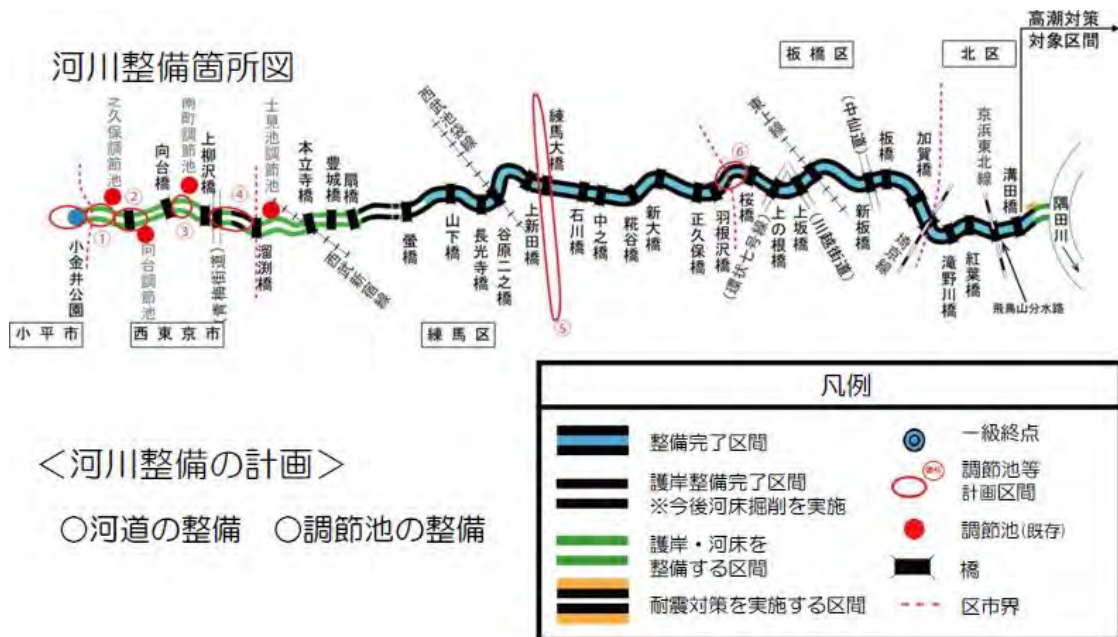 高潮対策
対象区間
河川整備箇所図
板橋区
北区
向台橋
南町調節池
上柳沢橋
富士見池調節池
本立寺橋
豊城橋
扇橋
西武池袋線
練馬大橋
東上線
(中仙道)
板橋
加賀橋
京浜東北線
溝田橋
隅田川
②
④
⑥
①
③
小金井公園
向台調節池
(青梅街道)
溜渕橋
西武新宿線
螢橋
山下橋
長光寺橋
谷原二之橋
上新田橋
石川橋
中之橋
糀谷橋
新大橋
正久保橋
羽根沢橋
桜橋
(環状七号線)
上の根橋
上坂橋
(川越街道)
新板橋
埼京線
滝野川橋
紅葉橋
飛鳥山分水路
⑤
小平市
西東京市
練馬区
凡例
整備完了区間
護岸整備完了区間
※今後河床掘削を実施
護岸・河床を
整備する区間
耐震対策を実施する区間
一級終点
調節池等
計画区間
調節池(既存)
橋
区市界
＜河川整備の計画＞
○河道の整備　○調節池の整備